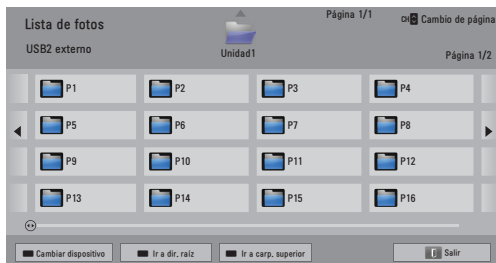 Lista de fotos
Página 1/1
CH Cambio de página
USB2 externo
Unidad1
Página 1/2
P1 P2 P3 P4
P5 P6 P7 P8
P9 P10 P11 P12
P13 P14 P15 P16
Cambiar dispositivo Ir a dir. raíz Ir a carp. superior Salir